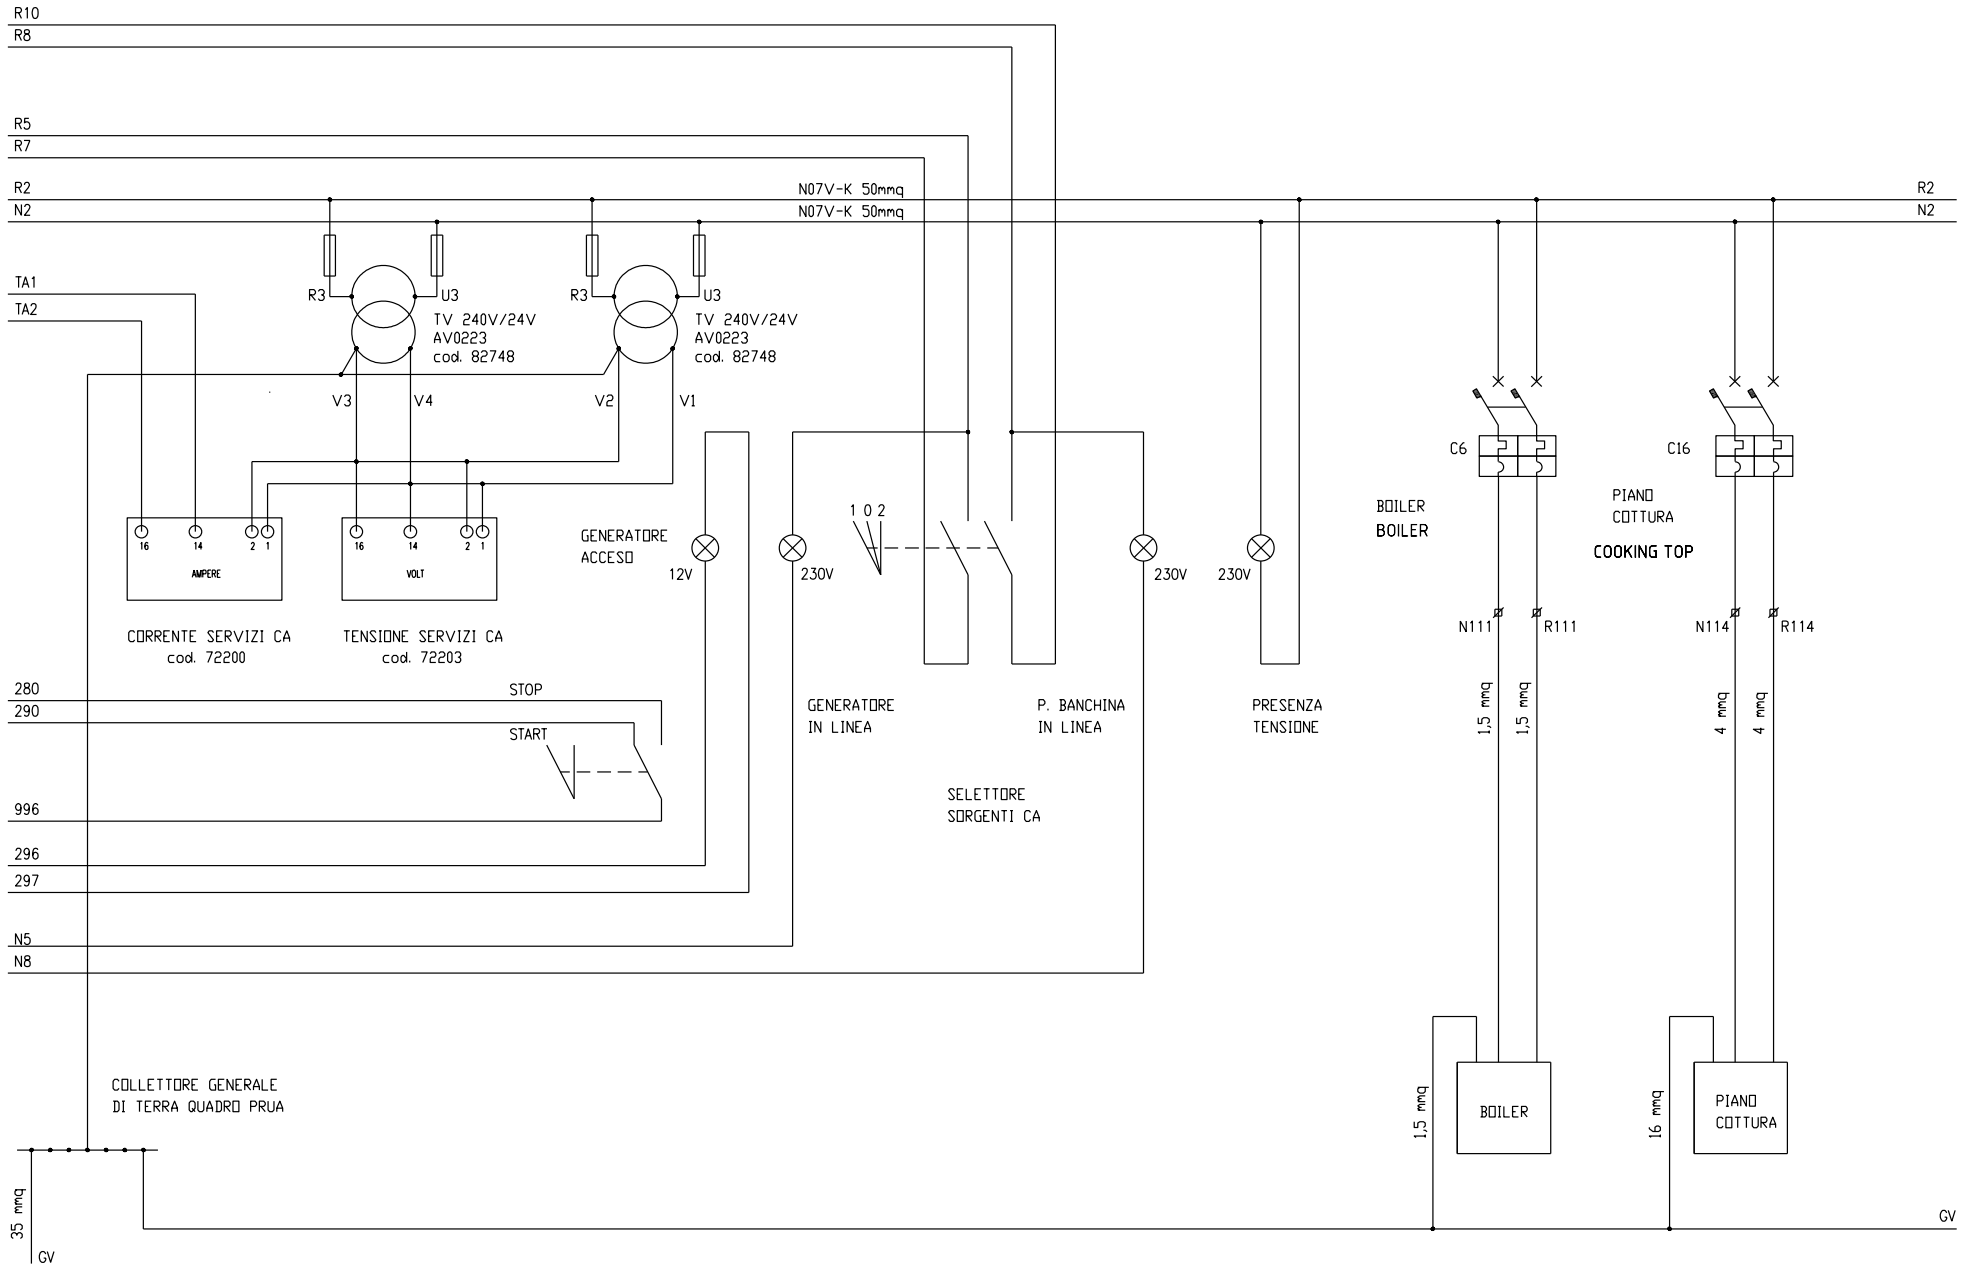 R10
R8
R5
R7
R2
N07V-K 50mmq
R2
N2
N07V-K 50mmq
N2
TA1
TA2
R3
U3
TV 240V/24V
AV0223
cod. 82748
R3
U3
TV 240V/24V
AV0223
cod. 82748
V3
V4
V2
V1
16
14
2
1
AMPERE
CORRENTE SERVIZI CA
cod. 72200
16
14
2
1
VOLT
TENSIONE SERVIZI CA
cod. 72203
GENERATORE
ACCESO
12V
230V
1 0 2
230V
230V
C6
BOILER
BOILER
C16
PIANO
COTTURA
COOKING TOP
N111
R111
N114
R114
1,5 mmq
1,5 mmq
4 mmq
4 mmq
280
STOP
290
START
996
296
297
N5
N8
GENERATORE
IN LINEA
P. BANCHINA
IN LINEA
PRESENZA
TENSIONE
SELETTORE
SORGENTI CA
COLLETTORE GENERALE
DI TERRA QUADRO PRUA
1,5 mmq
BOILER
16 mmq
PIANO
COTTURA
35 mmq
GV
GV